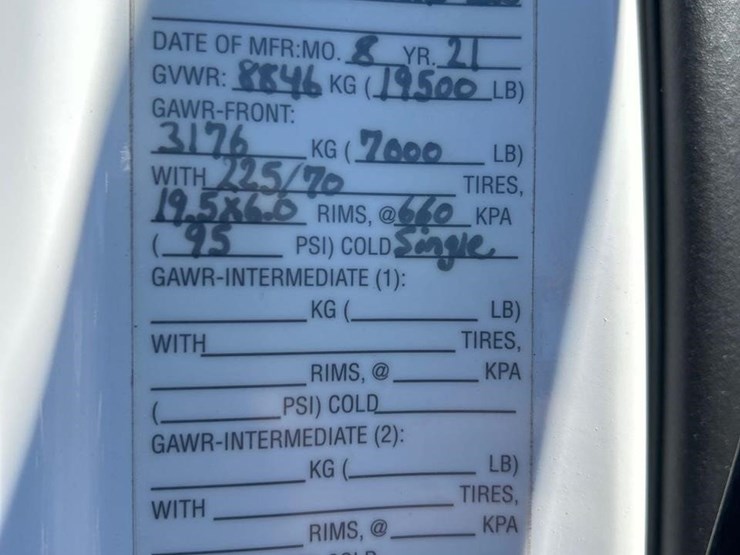 DATE OF MFR:MO. 8 YR. 21
GVWR: 8846 KG (19500 LB)
GAWR-FRONT:
3176 KG (7000 LB)
WITH 225/70 TIRES,
19.5x6.0 RIMS, @660 KPA
(95 PSI) COLD Single
GAWR-INTERMEDIATE (1):
KG ( LB)
WITH TIRES,
RIMS, @ KPA
( PSI) COLD
GAWR-INTERMEDIATE (2):
KG ( LB)
WITH TIRES,
RIMS, @ KPA